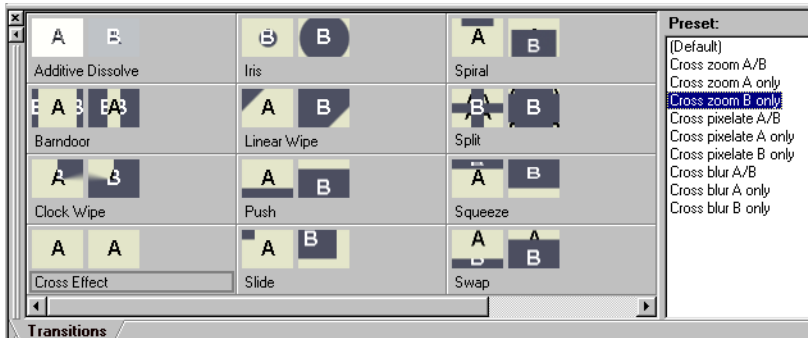 A B
Additive Dissolve
B B
Iris
A B
Spiral
B A B B A B
Barndoor
A B
Linear Wipe
A B B
Split
A B
Clock Wipe
A B
Push
A B
Squeeze
A A
Cross Effect
A B
Slide
A B A B
Swap
Transitions
Preset:
(Default)
Cross zoom A/B
Cross zoom A only
Cross zoom B only
Cross pixelate A/B
Cross pixelate A only
Cross pixelate B only
Cross blur A/B
Cross blur A only
Cross blur B only